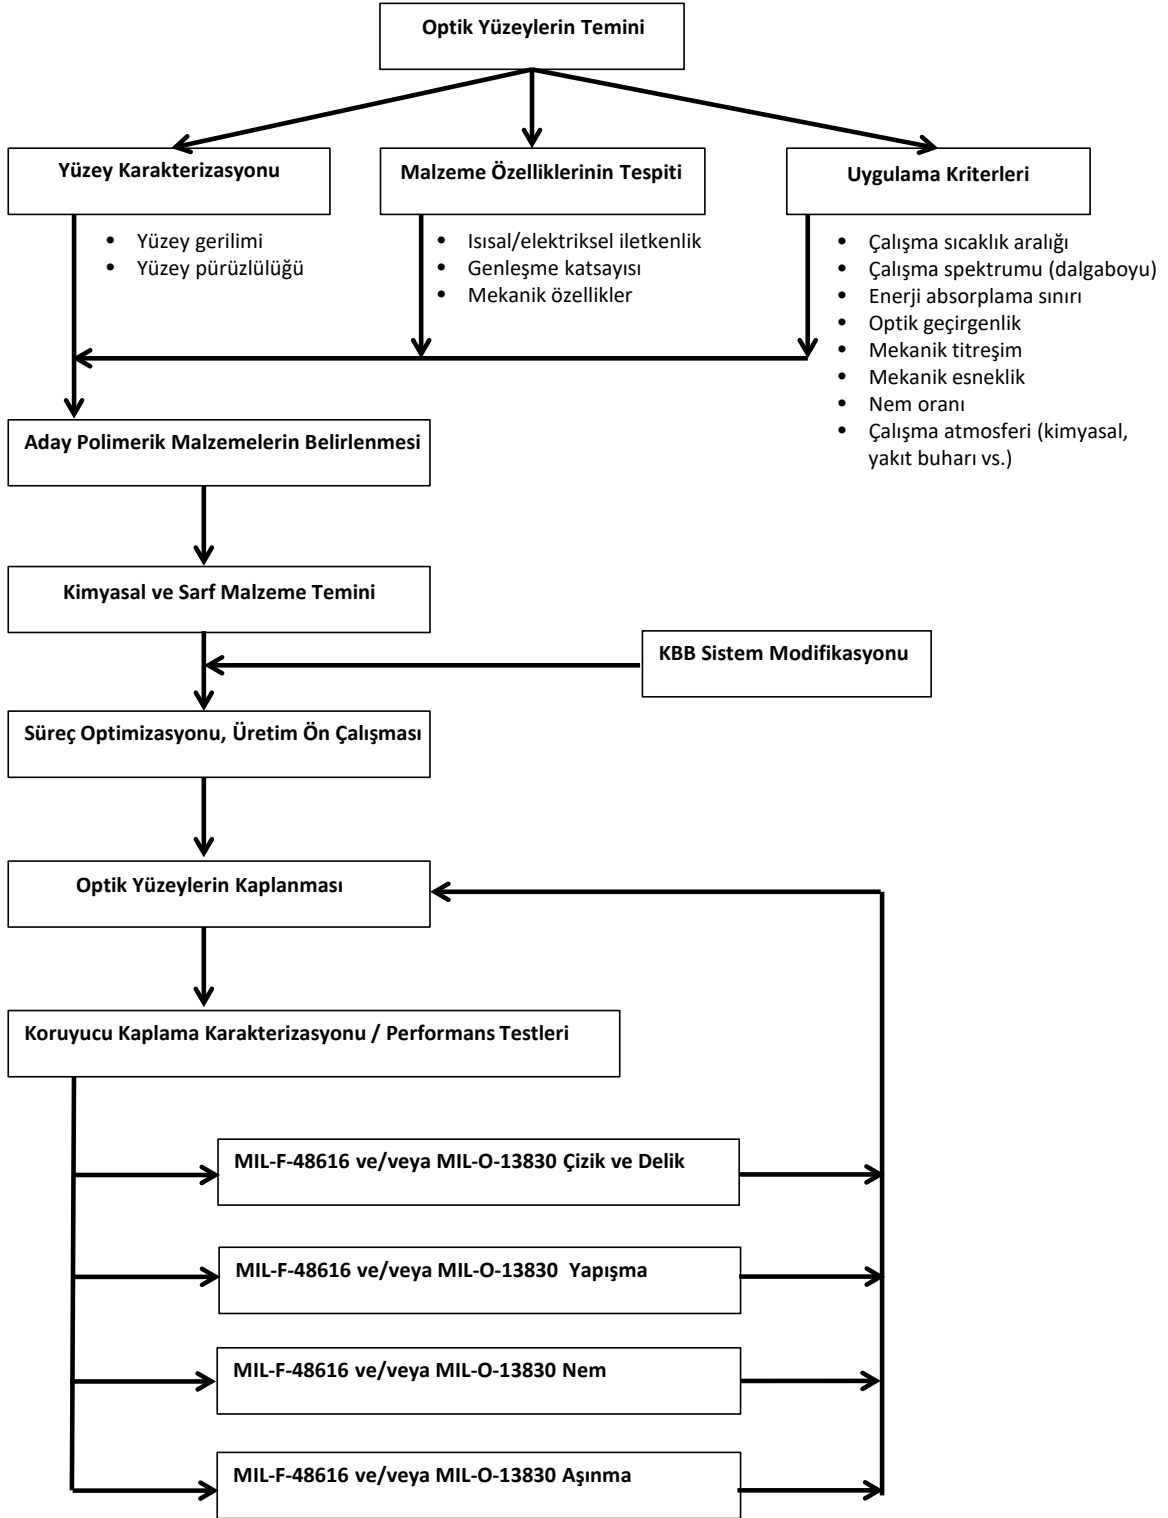 Optik Yüzeylerin Temini
Yüzey Karakterizasyonu
• Yüzey gerilimi
• Yüzey pürüzlülüğü
Malzeme Özelliklerinin Tespiti
• Isısal/elektriksel iletkenlik
• Genleşme katsayısı
• Mekanik özellikler
Uygulama Kriterleri
• Çalışma sıcaklık aralığı
• Çalışma spektrumu (dalgaboyu)
• Enerji absorplama sınırı
• Optik geçirgenlik
• Mekanik titreşim
• Mekanik esneklik
• Nem oranı
• Çalışma atmosferi (kimyasal,
yakıt buharı vs.)
Aday Polimerik Malzemelerin Belirlenmesi
Kimyasal ve Sarf Malzeme Temini
KBB Sistem Modifikasyonu
Süreç Optimizasyonu, Üretim Ön Çalışması
Optik Yüzeylerin Kaplanması
Koruyucu Kaplama Karakterizasyonu / Performans Testleri
MIL-F-48616 ve/veya MIL-O-13830 Çizik ve Delik
MIL-F-48616 ve/veya MIL-O-13830 Yapışma
MIL-F-48616 ve/veya MIL-O-13830 Nem
MIL-F-48616 ve/veya MIL-O-13830 Aşınma